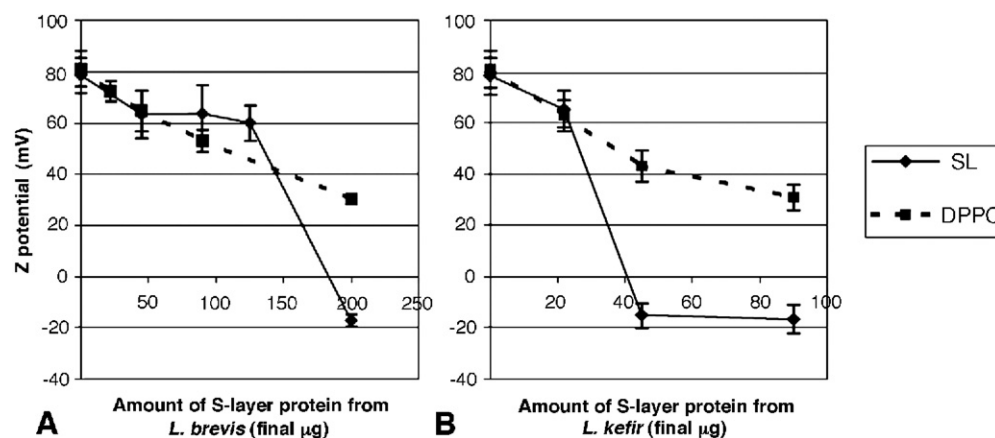 100
80
60
40
20
0
-20
-40
Z potential (mV)
50
100
150
200
250
A
Amount of S-layer protein from
L. brevis (final µg)
100
80
60
40
20
0
-20
-40
20
40
60
80
100
B
Amount of S-layer protein from
L. kefir (final µg)
SL
DPPC